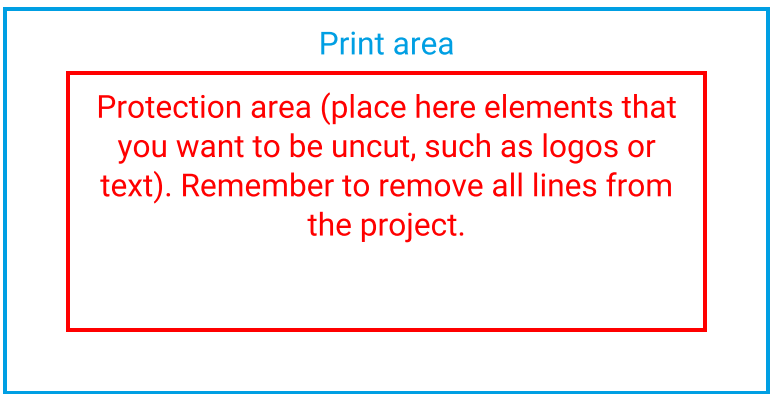 Print area
Protection area (place here elements that
you want to be uncut, such as logos or
text). Remember to remove all lines from
the project.